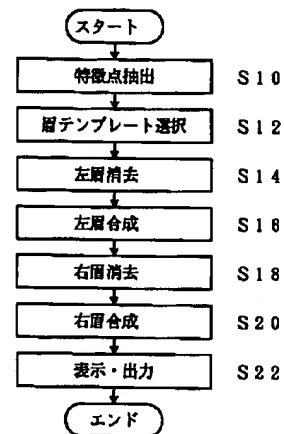 スタート
特徴点抽出 S10
眉テンプレート選択 S12
左眉消去 S14
左眉合成 S16
右眉消去 S18
右眉合成 S20
表示・出力 S22
エンド